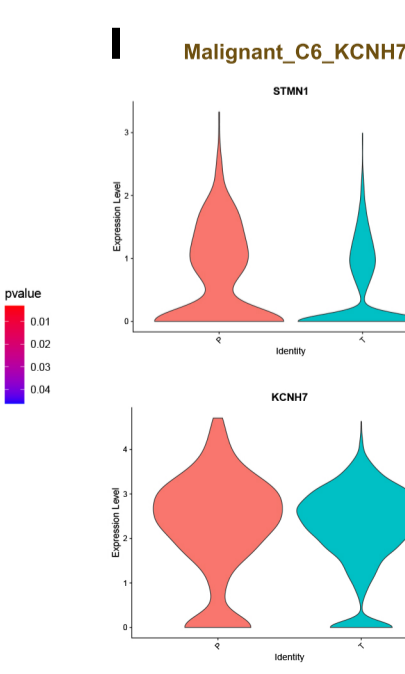 I
Malignant_C6_KCNH7
STMN1
Expression Level
3
2
1
0
P
T
Identity
pvalue
0.01
0.02
0.03
0.04
KCNH7
Expression Level
4
3
2
1
0
P
T
Identity